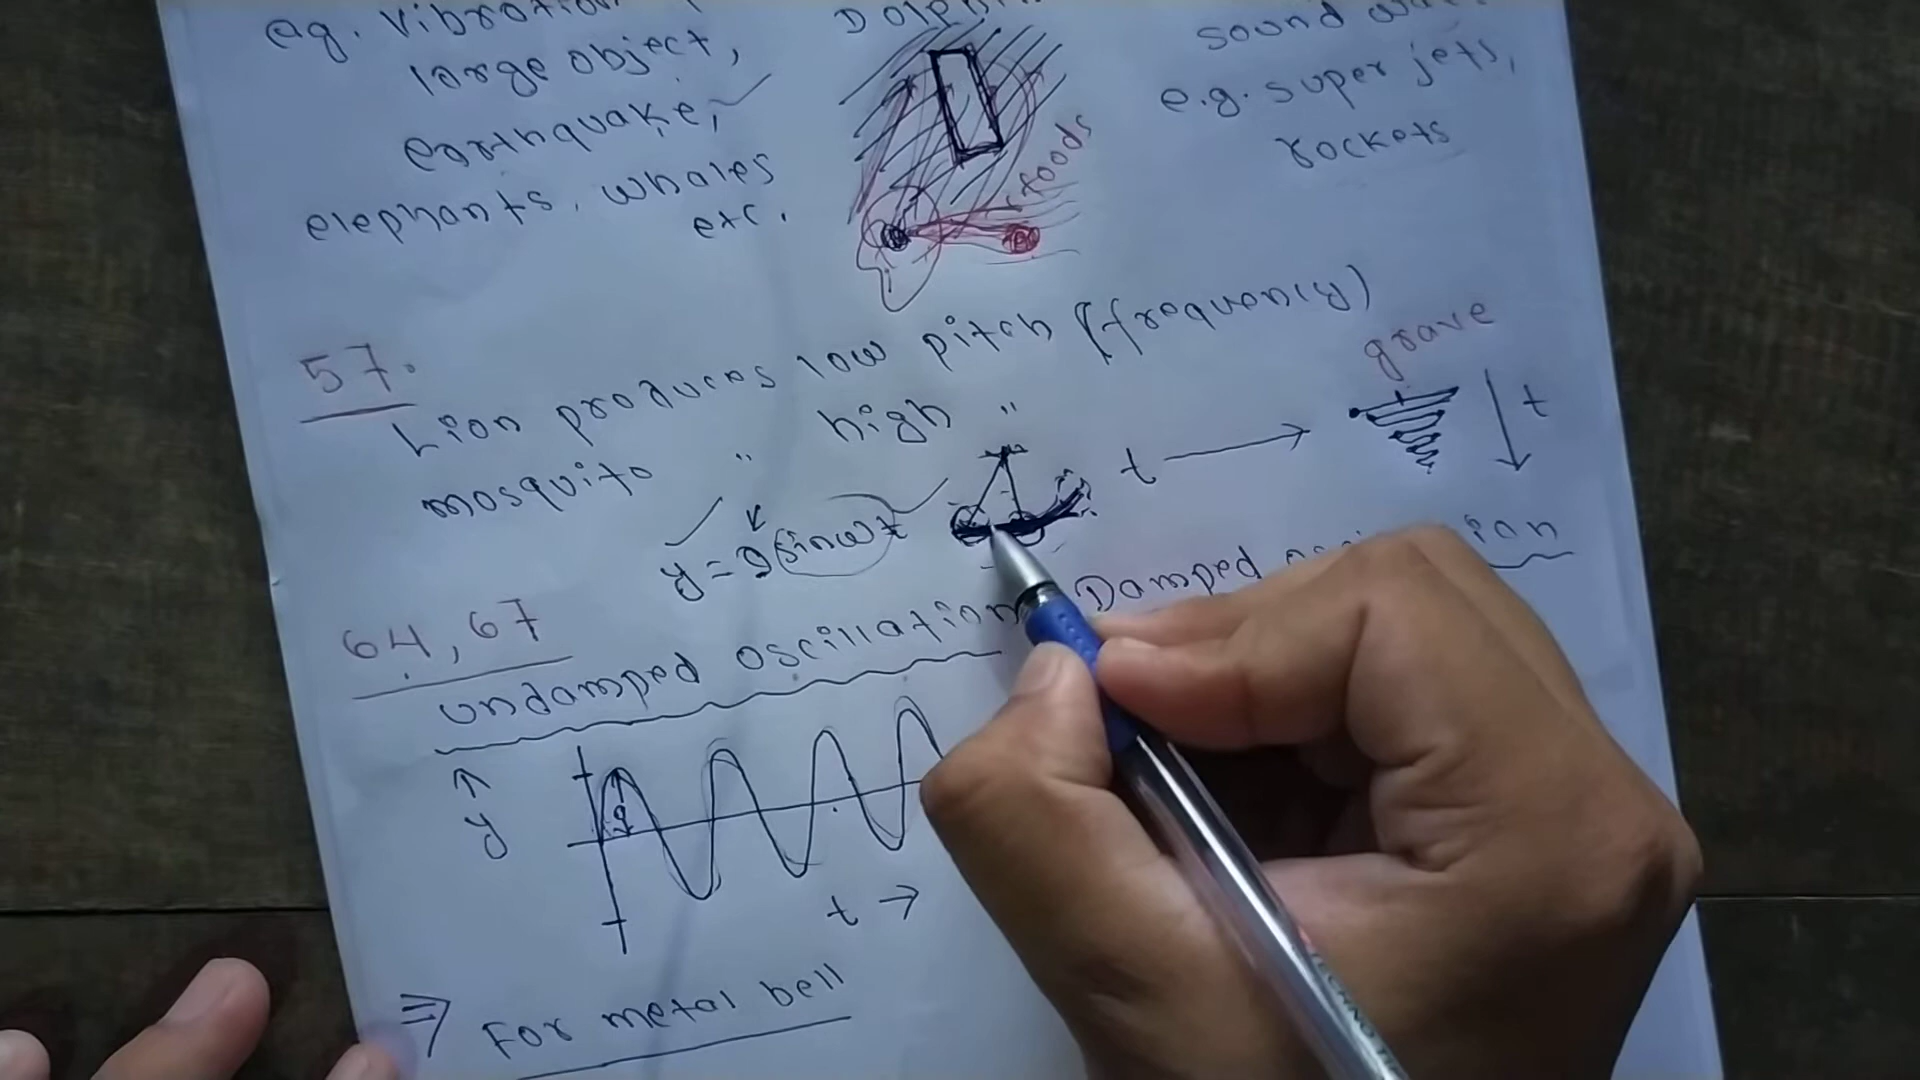 eg. vibration
large object,
earthquake,
elephants, whales
etc.
Dolphin
foods
sound
e.g. super jets,
rockets
57.
Lion produces low pitch (frequency)
mosquito " high "
y = a sinωt
t →
grave
t
64, 67
undamped oscillation
Damped
y
a
t →
⇒ For metal bell